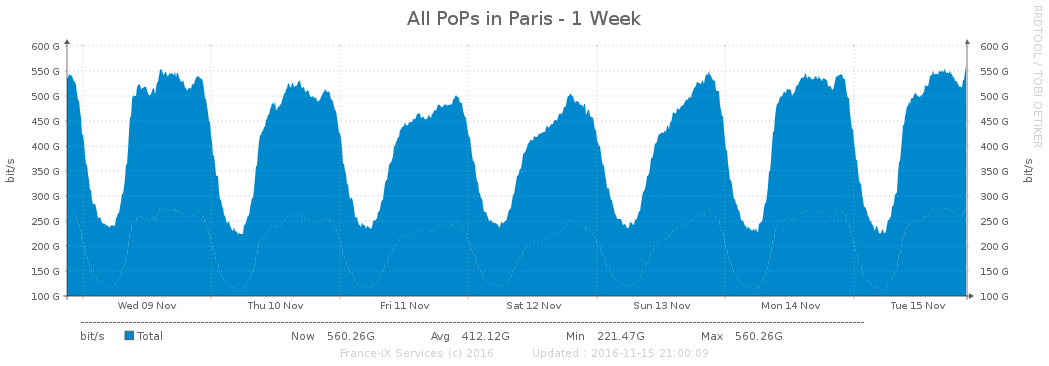 All PoPs in Paris - 1 Week
RRDTOOL / TOBI OETIKER
bit/s
600 G
550 G
500 G
450 G
400 G
350 G
300 G
250 G
200 G
150 G
100 G
600 G
550 G
500 G
450 G
400 G
350 G
300 G
250 G
200 G
150 G
100 G
bit/s
Wed 09 Nov Thu 10 Nov Fri 11 Nov Sat 12 Nov Sun 13 Nov Mon 14 Nov Tue 15 Nov
bit/s Total Now 560.26G Avg 412.12G Min 221.47G Max 560.26G
France-IX Services (c) 2016 Updated : 2016-11-15 21:00:09